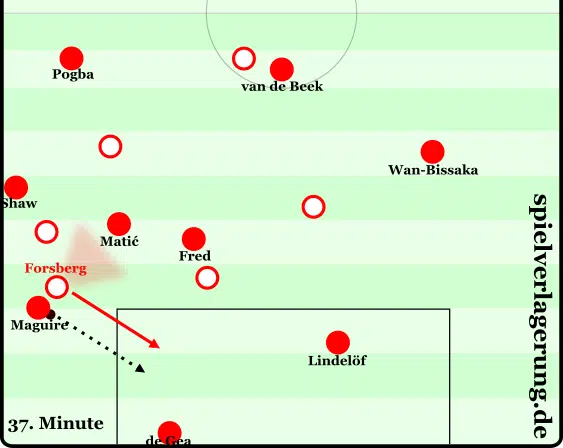 Pogba
van de Beek
Wan-Bissaka
Shaw
Matić
Fred
Forsberg
Maguire
Lindelöf
37. Minute
de Gea
spielverlagerung.de